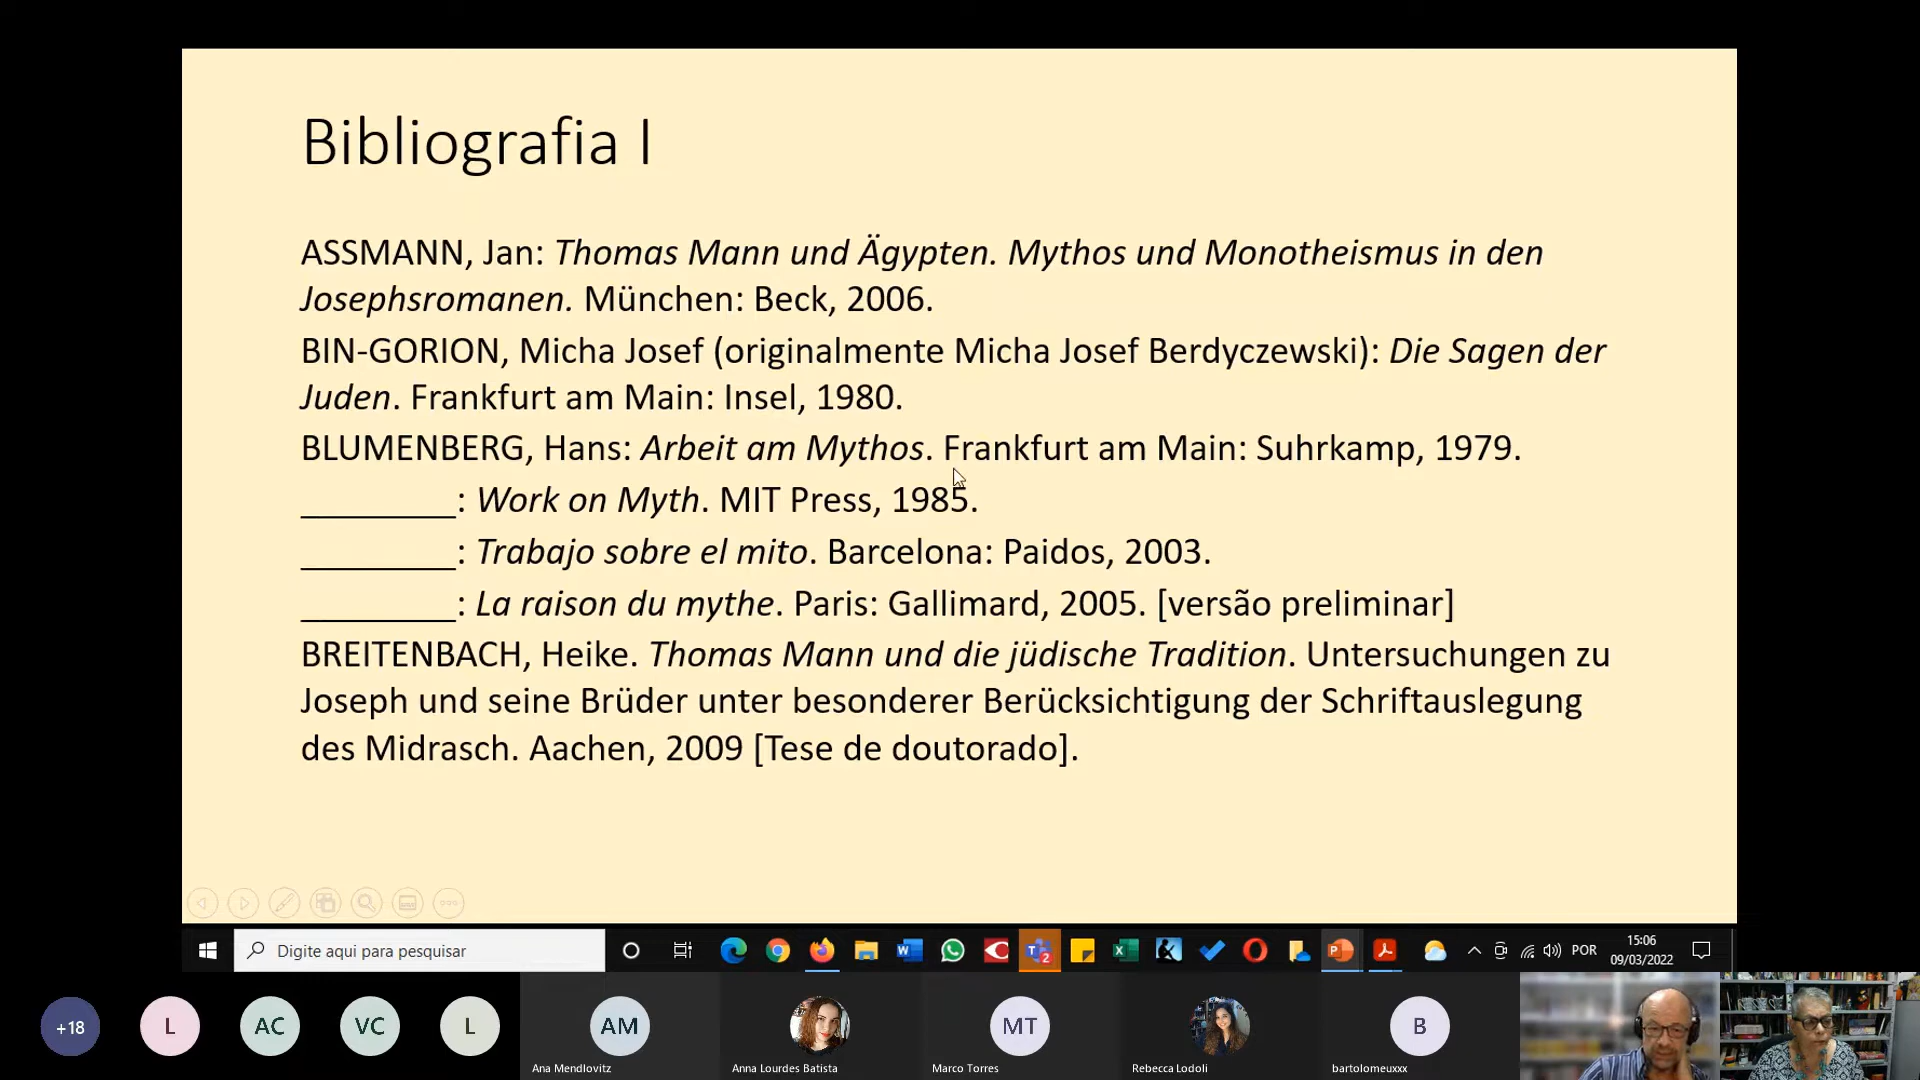 Bibliografia I
ASSMANN, Jan: Thomas Mann und Ägypten. Mythos und Monotheismus in den
Josephsromanen. München: Beck, 2006.
BIN-GORION, Micha Josef (originalmente Micha Josef Berdyczewski): Die Sagen der
Juden. Frankfurt am Main: Insel, 1980.
BLUMENBERG, Hans: Arbeit am Mythos. Frankfurt am Main: Suhrkamp, 1979.
________: Work on Myth. MIT Press, 1985.
________: Trabajo sobre el mito. Barcelona: Paidos, 2003.
________: La raison du mythe. Paris: Gallimard, 2005. [versão preliminar]
BREITENBACH, Heike. Thomas Mann und die jüdische Tradition. Untersuchungen zu
Joseph und seine Brüder unter besonderer Berücksichtigung der Schriftauslegung
des Midrasch. Aachen, 2009 [Tese de doutorado].
Digite aqui para pesquisar
POR
15:06
09/03/2022
+18
L
AC
VC
L
AM
MT
B
Ana Mendlovitz
Anna Lourdes Batista
Marco Torres
Rebecca Lodoli
bartolomeuxxx